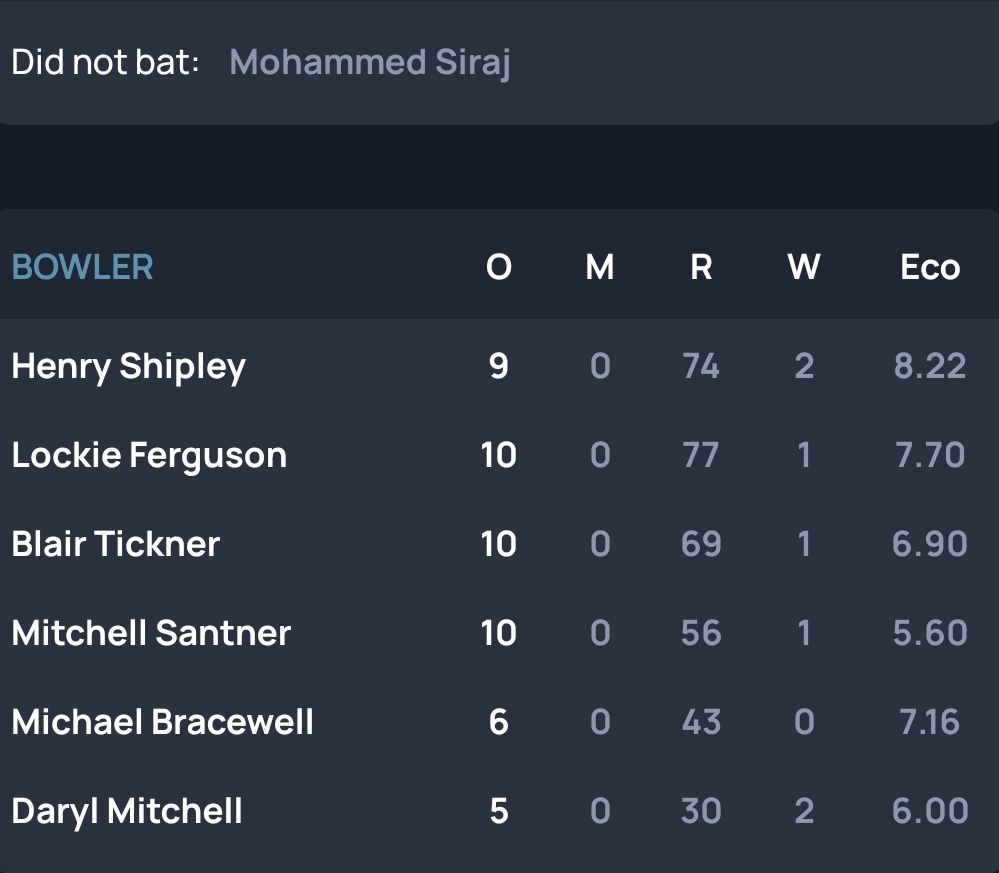 Did not bat: Mohammed Siraj
BOWLER O M R W Eco
Henry Shipley 9 0 74 2 8.22
Lockie Ferguson 10 0 77 1 7.70
Blair Tickner 10 0 69 1 6.90
Mitchell Santner 10 0 56 1 5.60
Michael Bracewell 6 0 43 0 7.16
Daryl Mitchell 5 0 30 2 6.00